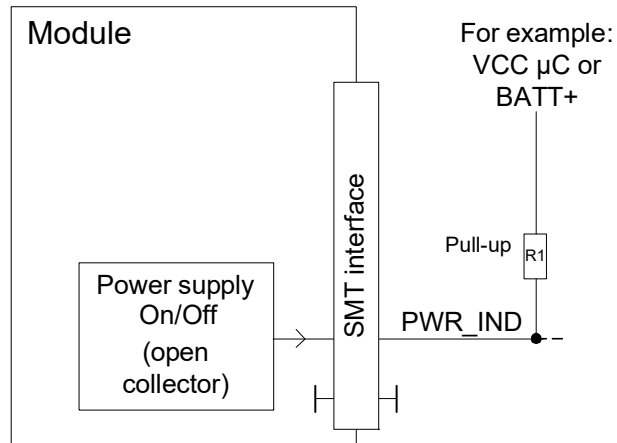 Module
For example:
VCC µC or
BATT+
Pull-up
R1
SMT interface
Power supply
On/Off
(open
collector)
PWR_IND